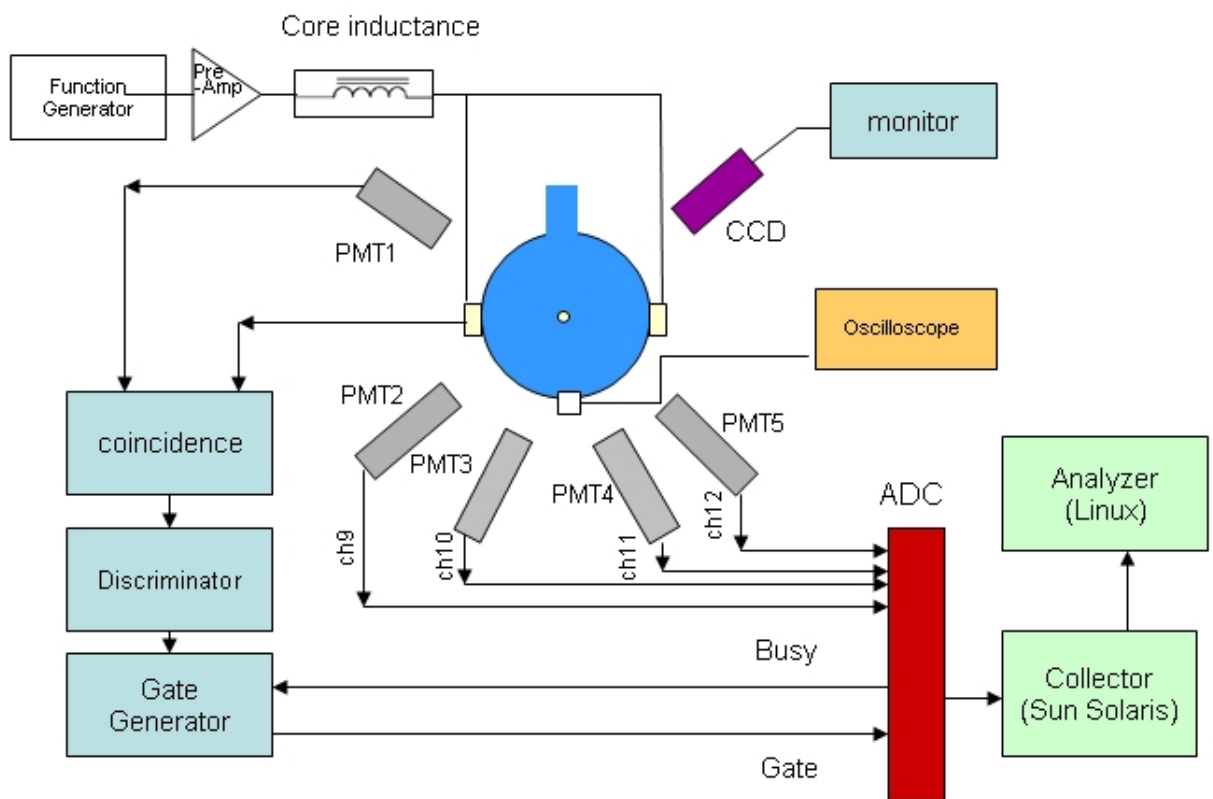 Core inductance
Function
Generator
Pre
-Amp
monitor
CCD
PMT1
Oscilloscope
PMT2
PMT5
coincidence
PMT3
PMT4
ch12
ADC
Analyzer
(Linux)
ch9
ch10
ch11
Discriminator
Busy
Gate
Generator
Collector
(Sun Solaris)
Gate